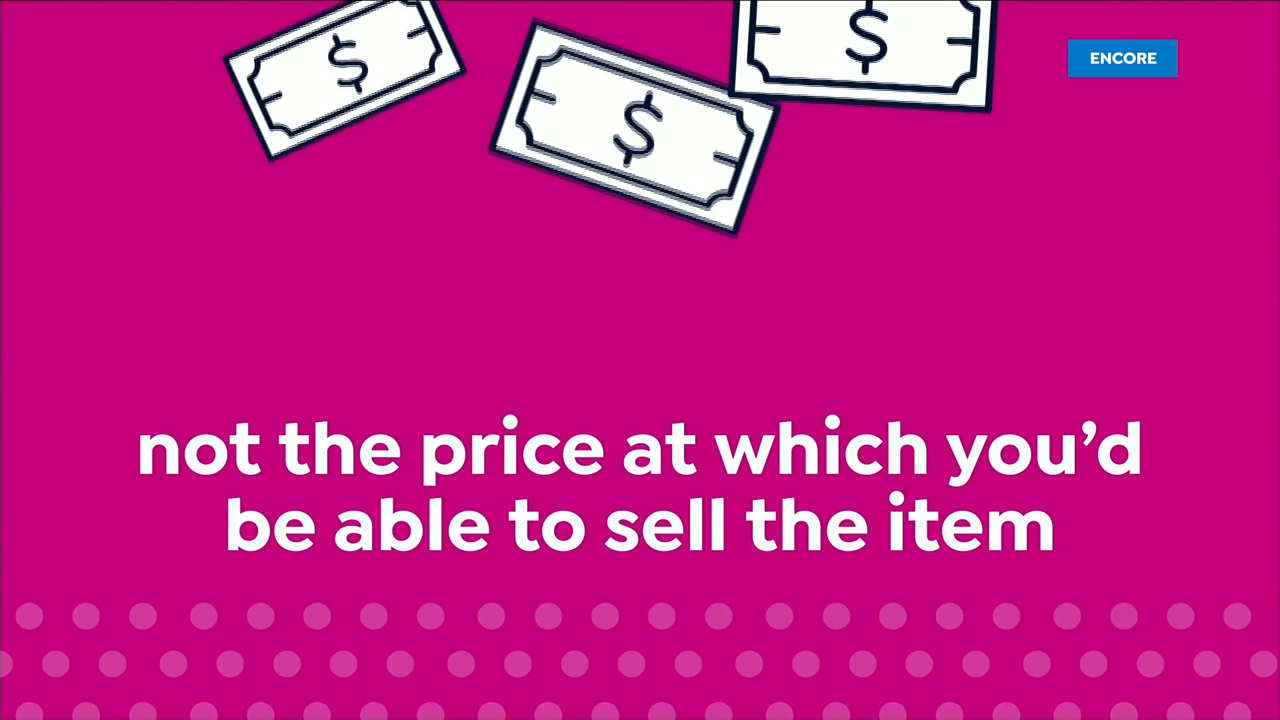 $
$
$
ENCORE
not the price at which you’d
be able to sell the item